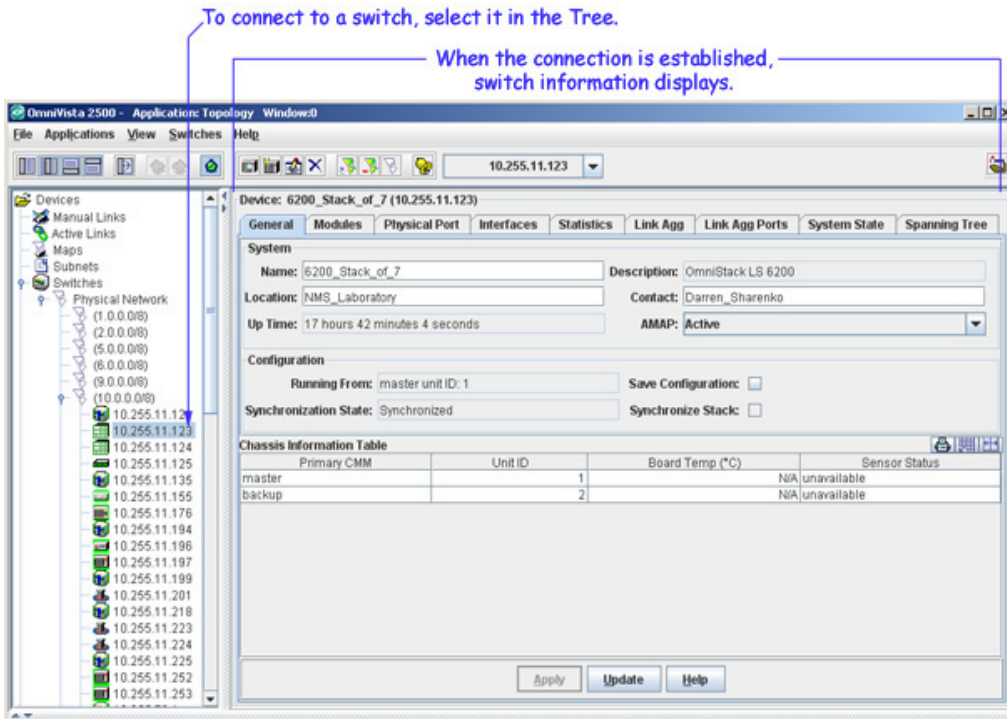 To connect to a switch, select it in the Tree.
When the connection is established,
switch information displays.
OmniVista 2500 - Application: Topology Window:0
File Applications View Switches Help
10.255.11.123
Devices
Manual Links
Active Links
Maps
Subnets
Switches
Physical Network
(1.0.0.0/8)
(2.0.0.0/8)
(5.0.0.0/8)
(6.0.0.0/8)
(9.0.0.0/8)
(10.0.0.0/8)
10.255.11.123
10.255.11.124
10.255.11.125
10.255.11.135
10.255.11.155
10.255.11.176
10.255.11.194
10.255.11.196
10.255.11.197
10.255.11.199
10.255.11.201
10.255.11.218
10.255.11.223
10.255.11.224
10.255.11.225
10.255.11.252
10.255.11.253
Device: 6200_Stack_of_7 (10.255.11.123)
General Modules Physical Port Interfaces Statistics Link Agg Link Agg Ports System State Spanning Tree
System
Name: 6200_Stack_of_7 Description: OmniStack LS 6200
Location: NMS_Laboratory Contact: Darren_Sharenko
Up Time: 17 hours 42 minutes 4 seconds AMAP: Active
Configuration
Running From: master unit ID: 1 Save Configuration:
Synchronization State: Synchronized Synchronize Stack:
Chassis Information Table
Primary CMM Unit ID Board Temp (°C) Sensor Status
master 1 N/A unavailable
backup 2 N/A unavailable
Apply Update Help